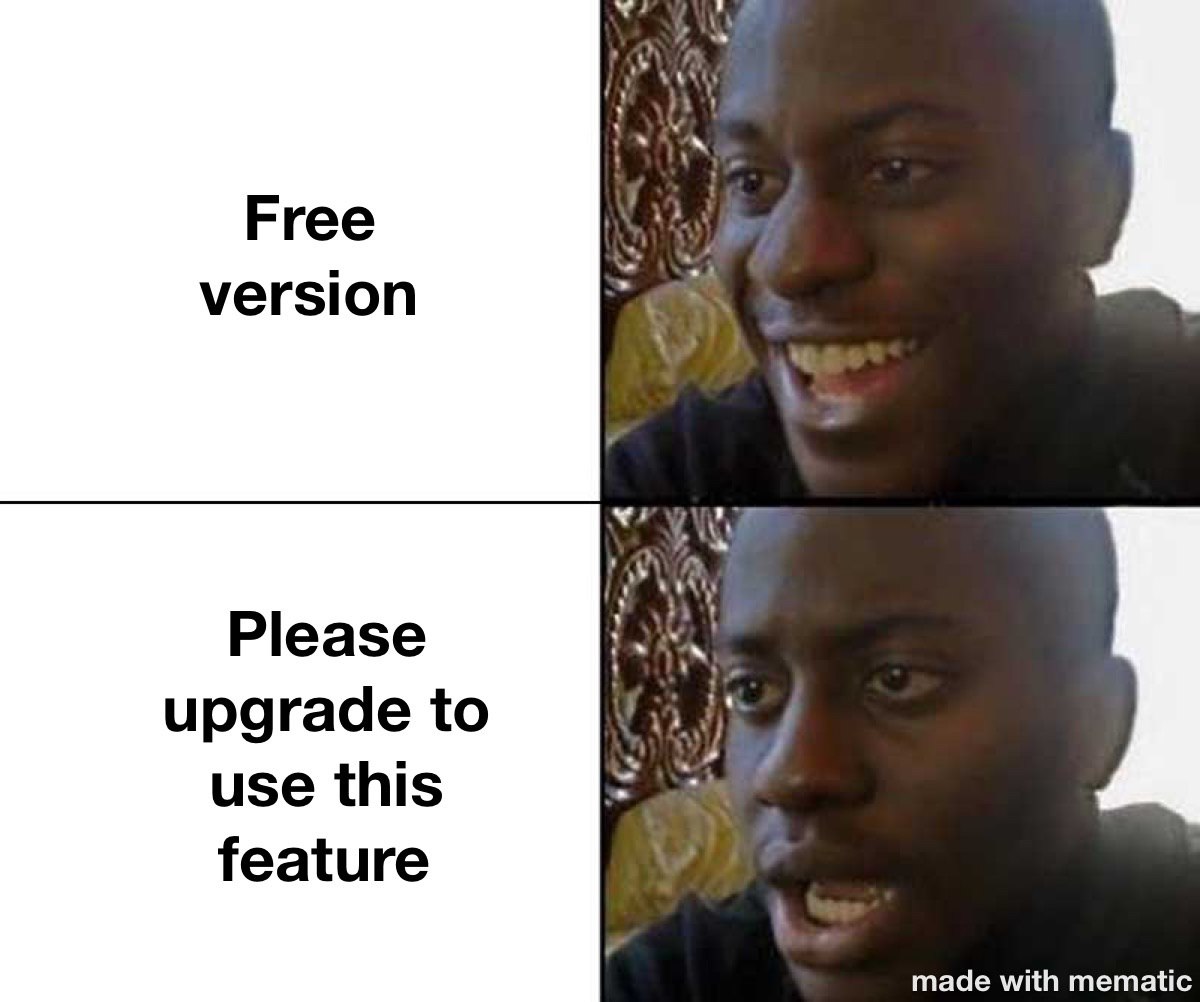 Free
version
Please
upgrade to
use this
feature
made with mematic